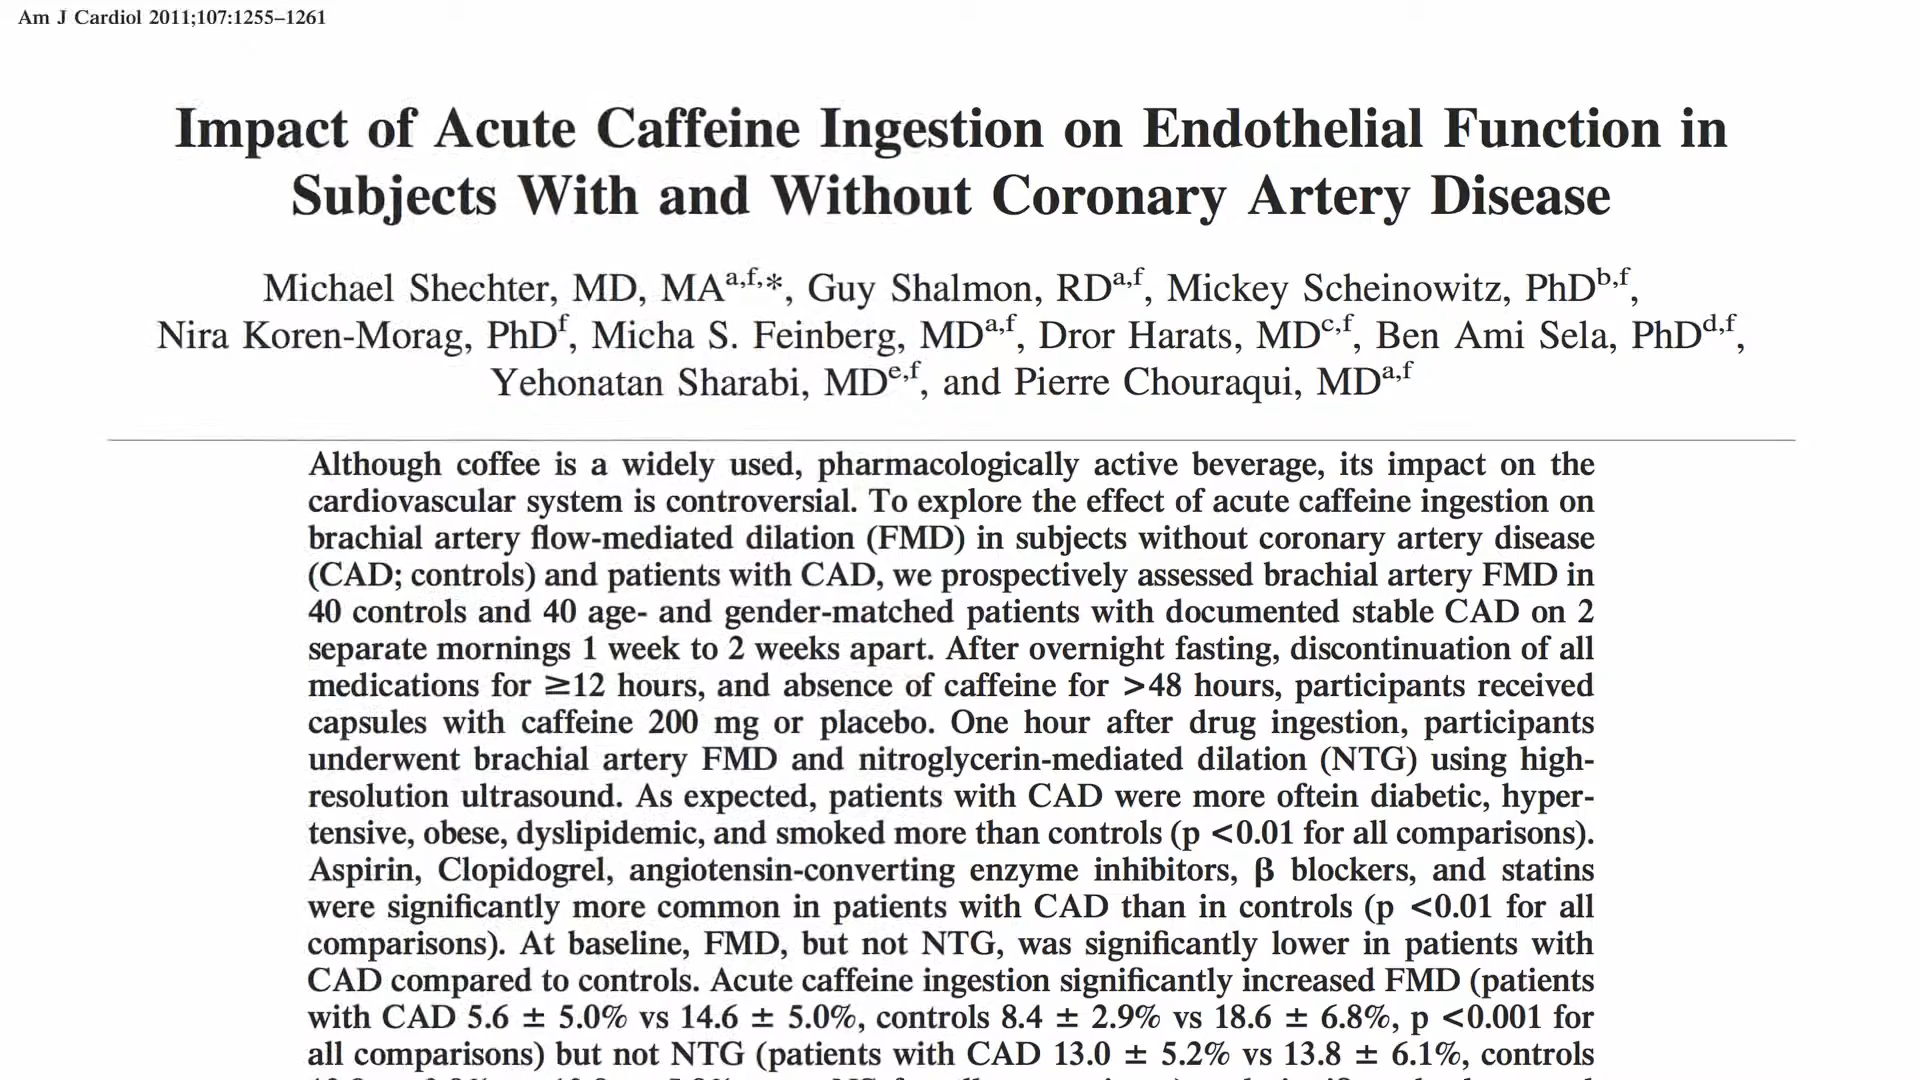 Am J Cardiol 2011;107:1255–1261
Impact of Acute Caffeine Ingestion on Endothelial Function in
Subjects With and Without Coronary Artery Disease
Michael Shechter, MD, MAa,f,*, Guy Shalmon, RDa,f, Mickey Scheinowitz, PhDb,f,
Nira Koren-Morag, PhDf, Micha S. Feinberg, MDa,f, Dror Harats, MDc,f, Ben Ami Sela, PhDd,f,
Yehonatan Sharabi, MDe,f, and Pierre Chouraqui, MDa,f
Although coffee is a widely used, pharmacologically active beverage, its impact on the
cardiovascular system is controversial. To explore the effect of acute caffeine ingestion on
brachial artery flow-mediated dilation (FMD) in subjects without coronary artery disease
(CAD; controls) and patients with CAD, we prospectively assessed brachial artery FMD in
40 controls and 40 age- and gender-matched patients with documented stable CAD on 2
separate mornings 1 week to 2 weeks apart. After overnight fasting, discontinuation of all
medications for ≥12 hours, and absence of caffeine for >48 hours, participants received
capsules with caffeine 200 mg or placebo. One hour after drug ingestion, participants
underwent brachial artery FMD and nitroglycerin-mediated dilation (NTG) using high-
resolution ultrasound. As expected, patients with CAD were more oftein diabetic, hyper-
tensive, obese, dyslipidemic, and smoked more than controls (p <0.01 for all comparisons).
Aspirin, Clopidogrel, angiotensin-converting enzyme inhibitors, β blockers, and statins
were significantly more common in patients with CAD than in controls (p <0.01 for all
comparisons). At baseline, FMD, but not NTG, was significantly lower in patients with
CAD compared to controls. Acute caffeine ingestion significantly increased FMD (patients
with CAD 5.6 ± 5.0% vs 14.6 ± 5.0%, controls 8.4 ± 2.9% vs 18.6 ± 6.8%, p <0.001 for
all comparisons) but not NTG (patients with CAD 13.0 ± 5.2% vs 13.8 ± 6.1%, controls